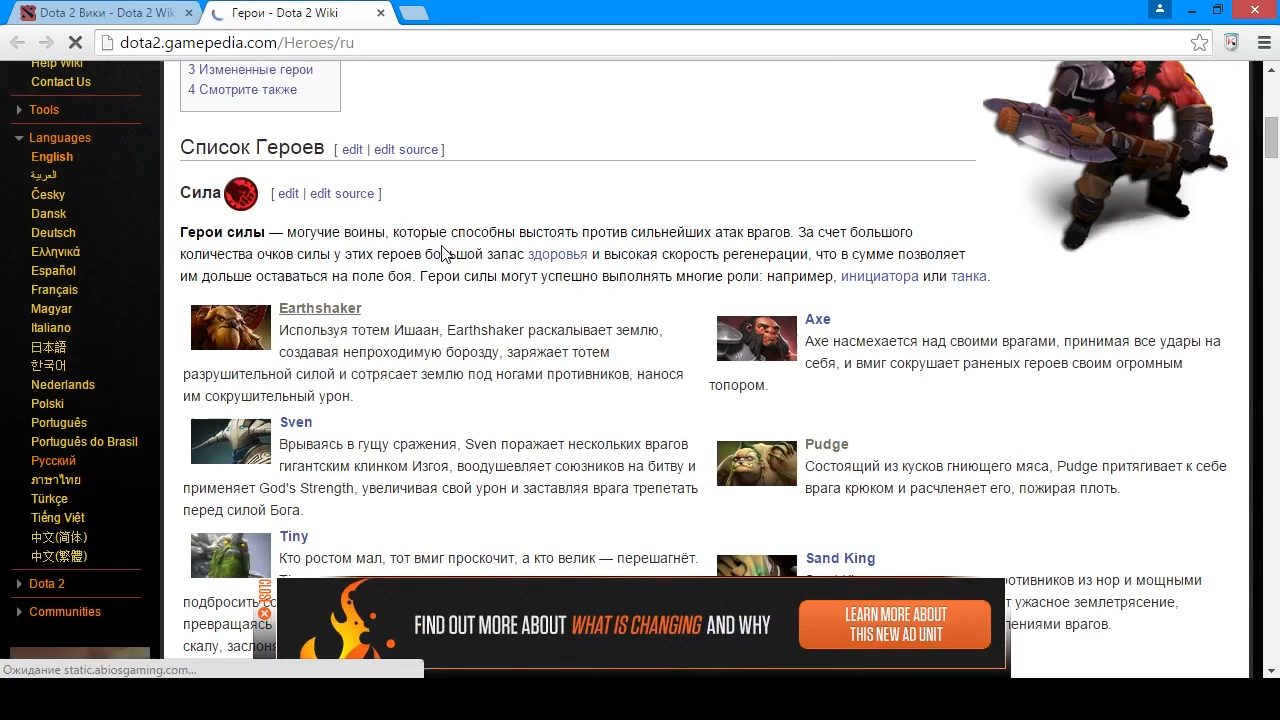 Dota 2 Вики - Dota 2 Wik
Герои - Dota 2 Wiki
dota2.gamepedia.com/Heroes/ru
Help Wiki
Contact Us
Tools
Languages
English
العربية
Česky
Dansk
Deutsch
Ελληνικά
Español
Français
Magyar
Italiano
日本語
한국어
Nederlands
Polski
Português
Português do Brasil
Русский
ภาษาไทย
Türkçe
Tiếng Việt
中文(简体)
中文(繁體)
Dota 2
Communities
3 Измененные герои
4 Смотрите также
Список Героев [ edit | edit source ]
Сила [ edit | edit source ]
Герои силы — могучие воины, которые способны выстоять против сильнейших атак врагов. За счет большого
количества очков силы у этих героев большой запас здоровья и высокая скорость регенерации, что в сумме позволяет
им дольше оставаться на поле боя. Герои силы могут успешно выполнять многие роли: например, инициатора или танка.
Earthshaker
Используя тотем Ишаан, Earthshaker раскалывает землю,
создавая непроходимую борозду, заряжает тотем
разрушительной силой и сотрясает землю под ногами противников, нанося
им сокрушительный урон.
Axe
Axe насмехается над своими врагами, принимая все удары на
себя, и вмиг сокрушает раненых героев своим огромным
топором.
Sven
Врываясь в гущу сражения, Sven поражает нескольких врагов
гигантским клинком Изгоя, воодушевляет союзников на битву и
применяет God's Strength, увеличивая свой урон и заставляя врага трепетать
перед силой Бога.
Pudge
Состоящий из кусков гниющего мяса, Pudge притягивает к себе
врага крюком и расчленяет его, пожирая плоть.
Tiny
Кто ростом мал, тот вмиг проскочит, а кто велик — перешагнёт.
подбросить
превращаясь
скалу,
Sand King
из нор и мощными
ужасное землетрясение,
врагов.
CLOSE
FIND OUT MORE ABOUT WHAT IS CHANGING AND WHY
LEARN MORE ABOUT
THIS NEW AD UNIT
Ожидание static.abiosgaming.com...